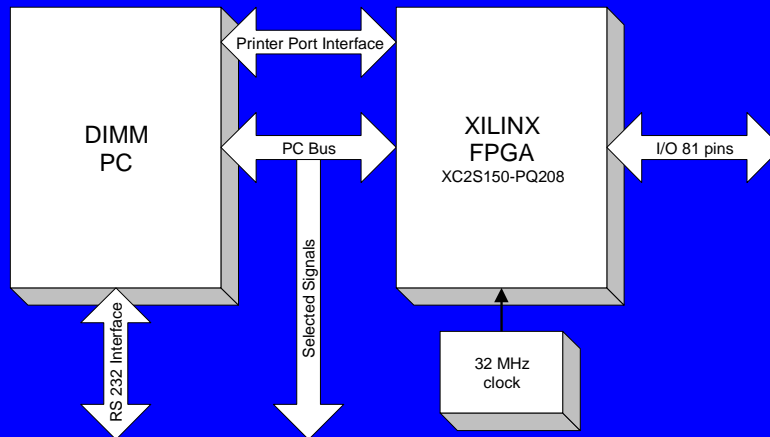 Printer Port Interface
DIMM
PC
PC Bus
XILINX
FPGA
XC2S150-PQ208
I/O 81 pins
Selected Signals
RS 232 Interface
32 MHz
clock